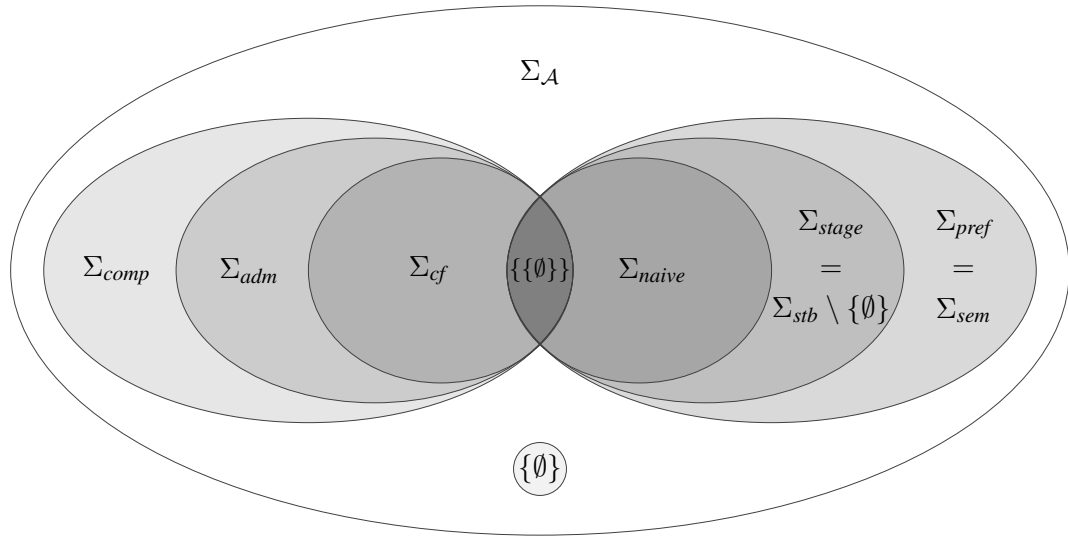 Σ𝒜
Σcomp
Σadm
Σcf
{{∅}}
Σnaive
Σstage
=
Σstb \ {∅}
Σpref
=
Σsem
{∅}